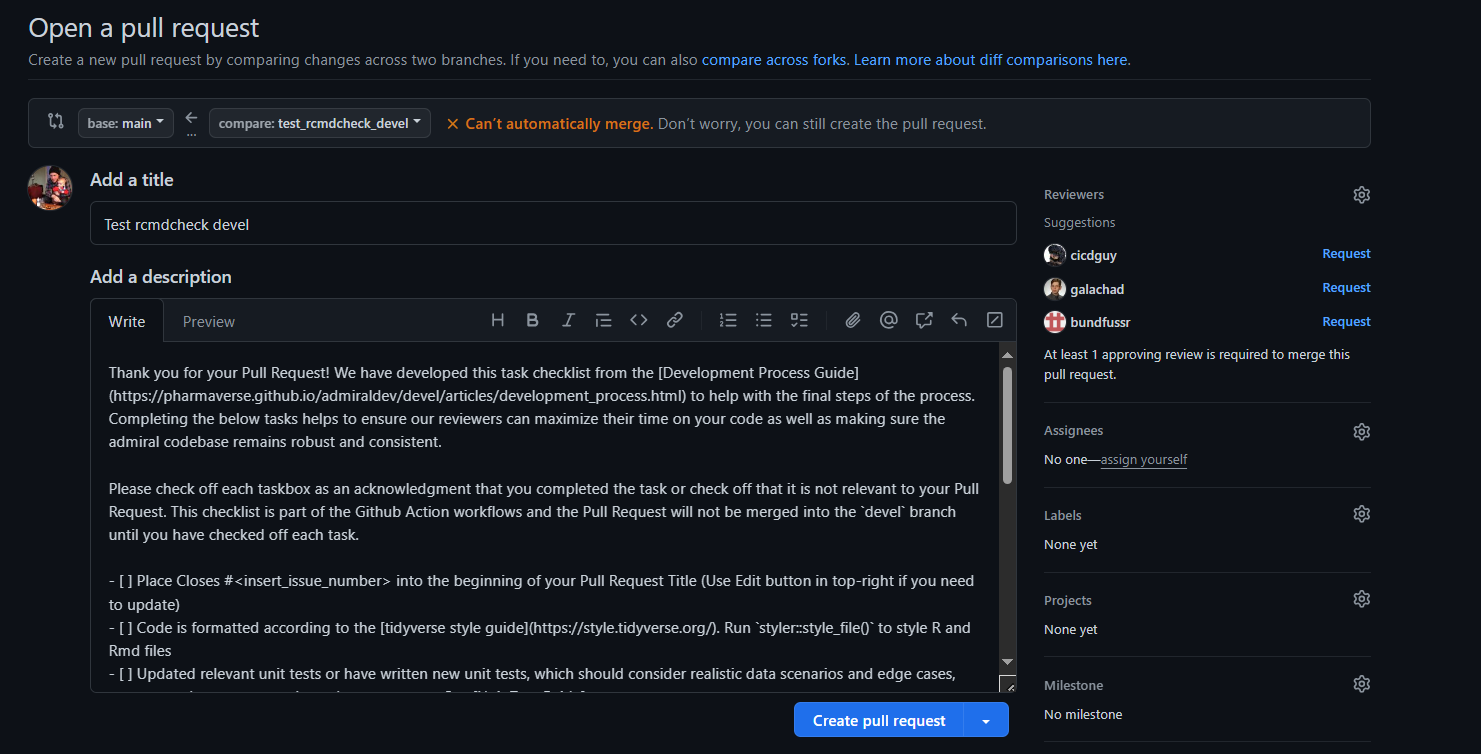 Open a pull request
Create a new pull request by comparing changes across two branches. If you need to, you can also compare across forks. Learn more about diff comparisons here.
base: main
...
compare: test_rcmdcheck_devel
Can't automatically merge. Don't worry, you can still create the pull request.
Add a title
Test rcmdcheck devel
Add a description
Write
Preview
Thank you for your Pull Request! We have developed this task checklist from the [Development Process Guide]
(https://pharmaverse.github.io/admiraldev/devel/articles/development_process.html) to help with the final steps of the process.
Completing the below tasks helps to ensure our reviewers can maximize their time on your code as well as making sure the
admiral codebase remains robust and consistent.
Please check off each taskbox as an acknowledgment that you completed the task or check off that it is not relevant to your Pull
Request. This checklist is part of the Github Action workflows and the Pull Request will not be merged into the `devel` branch
until you have checked off each task.
- [ ] Place Closes #<insert_issue_number> into the beginning of your Pull Request Title (Use Edit button in top-right if you need
to update)
- [ ] Code is formatted according to the [tidyverse style guide](https://style.tidyverse.org/). Run `styler::style_file()` to style R and
Rmd files
- [ ] Updated relevant unit tests or have written new unit tests, which should consider realistic data scenarios and edge cases,
Create pull request
Reviewers
Suggestions
cicdguy Request
galachad Request
bundfussr Request
At least 1 approving review is required to merge this
pull request.
Assignees
No one—assign yourself
Labels
None yet
Projects
None yet
Milestone
No milestone